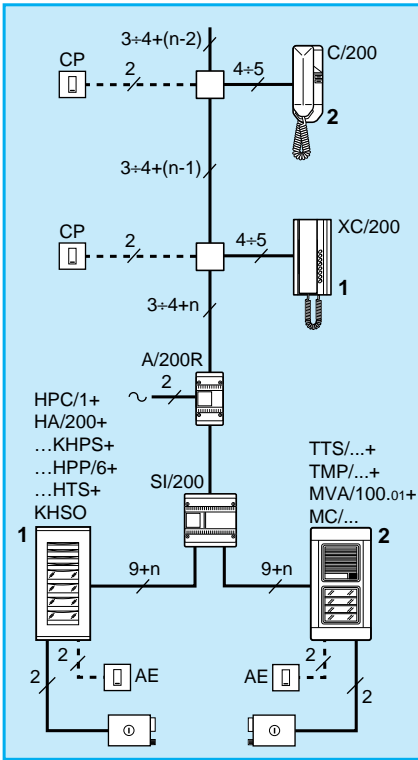 3÷4+(n-2)
CP
2
4÷5
C/200
2
3÷4+(n-1)
CP
2
4÷5
XC/200
1
3÷4+n
A/200R
2
HPC/1+
HA/200+
...KHPS+
...HPP/6+
...HTS+
KHSO
1
SI/200
TTS/...+
TMP/...+
MVA/100.01+
MC/...
2
9+n
9+n
2
2
AE
AE
2
2